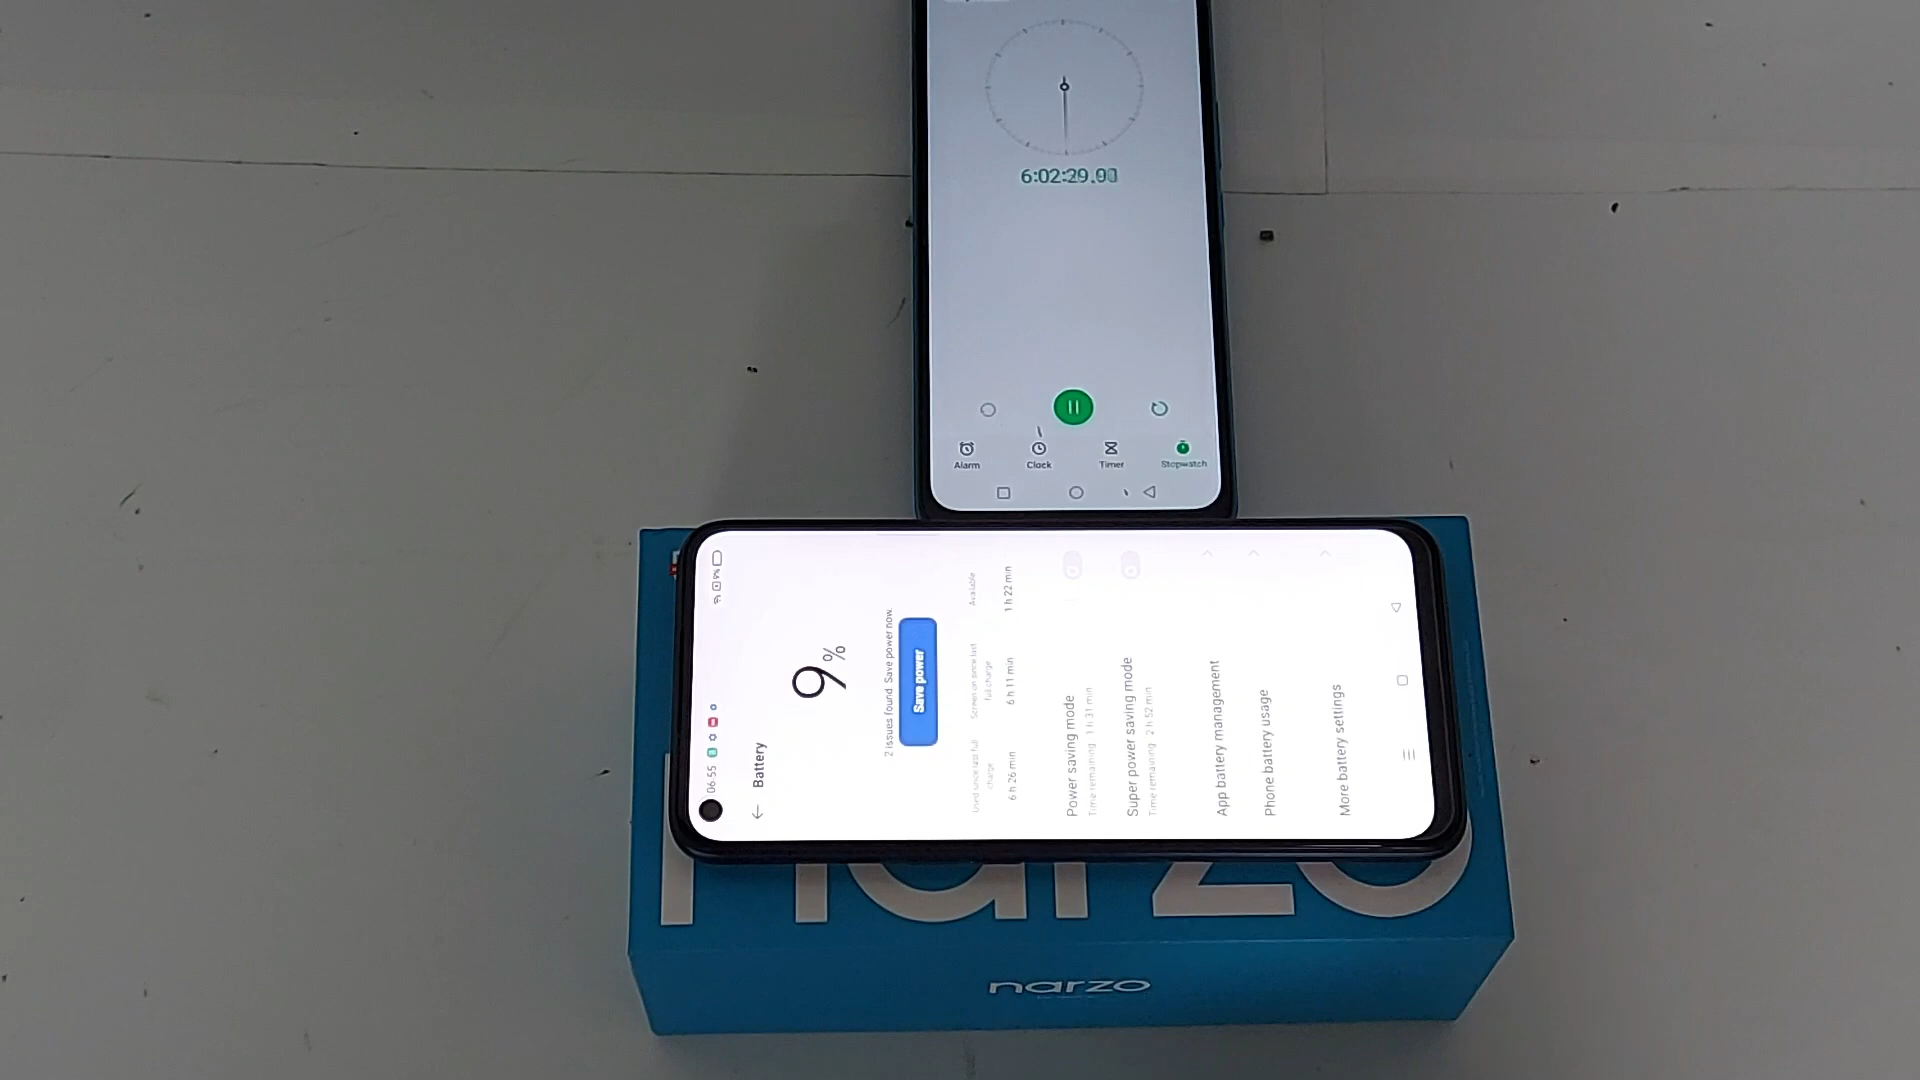 6:02:29
Alarm
Clock
Timer
Stopwatch
06:55
9%
Battery
9%
2 issues found. Save power now.
Save power
Used since last full charge
6 h 26 min
Screen on since last full charge
6 h 11 min
Available
1 h 22 min
Power saving mode
Time remaining: 1 h 31 min
Super power saving mode
Time remaining: 2 h 52 min
App battery management
Phone battery usage
More battery settings
narzo
narzo